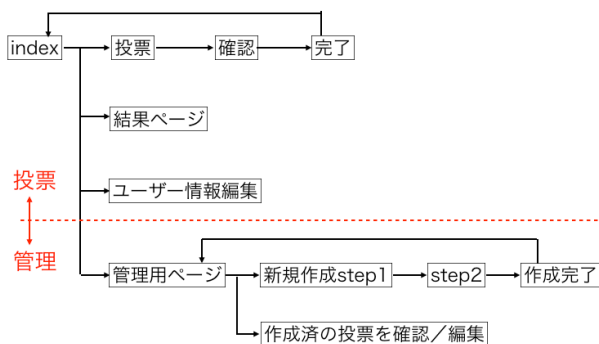 index
投票
確認
完了
結果ページ
ユーザー情報編集
投票
管理
管理用ページ
新規作成step1
step2
作成完了
作成済の投票を確認／編集